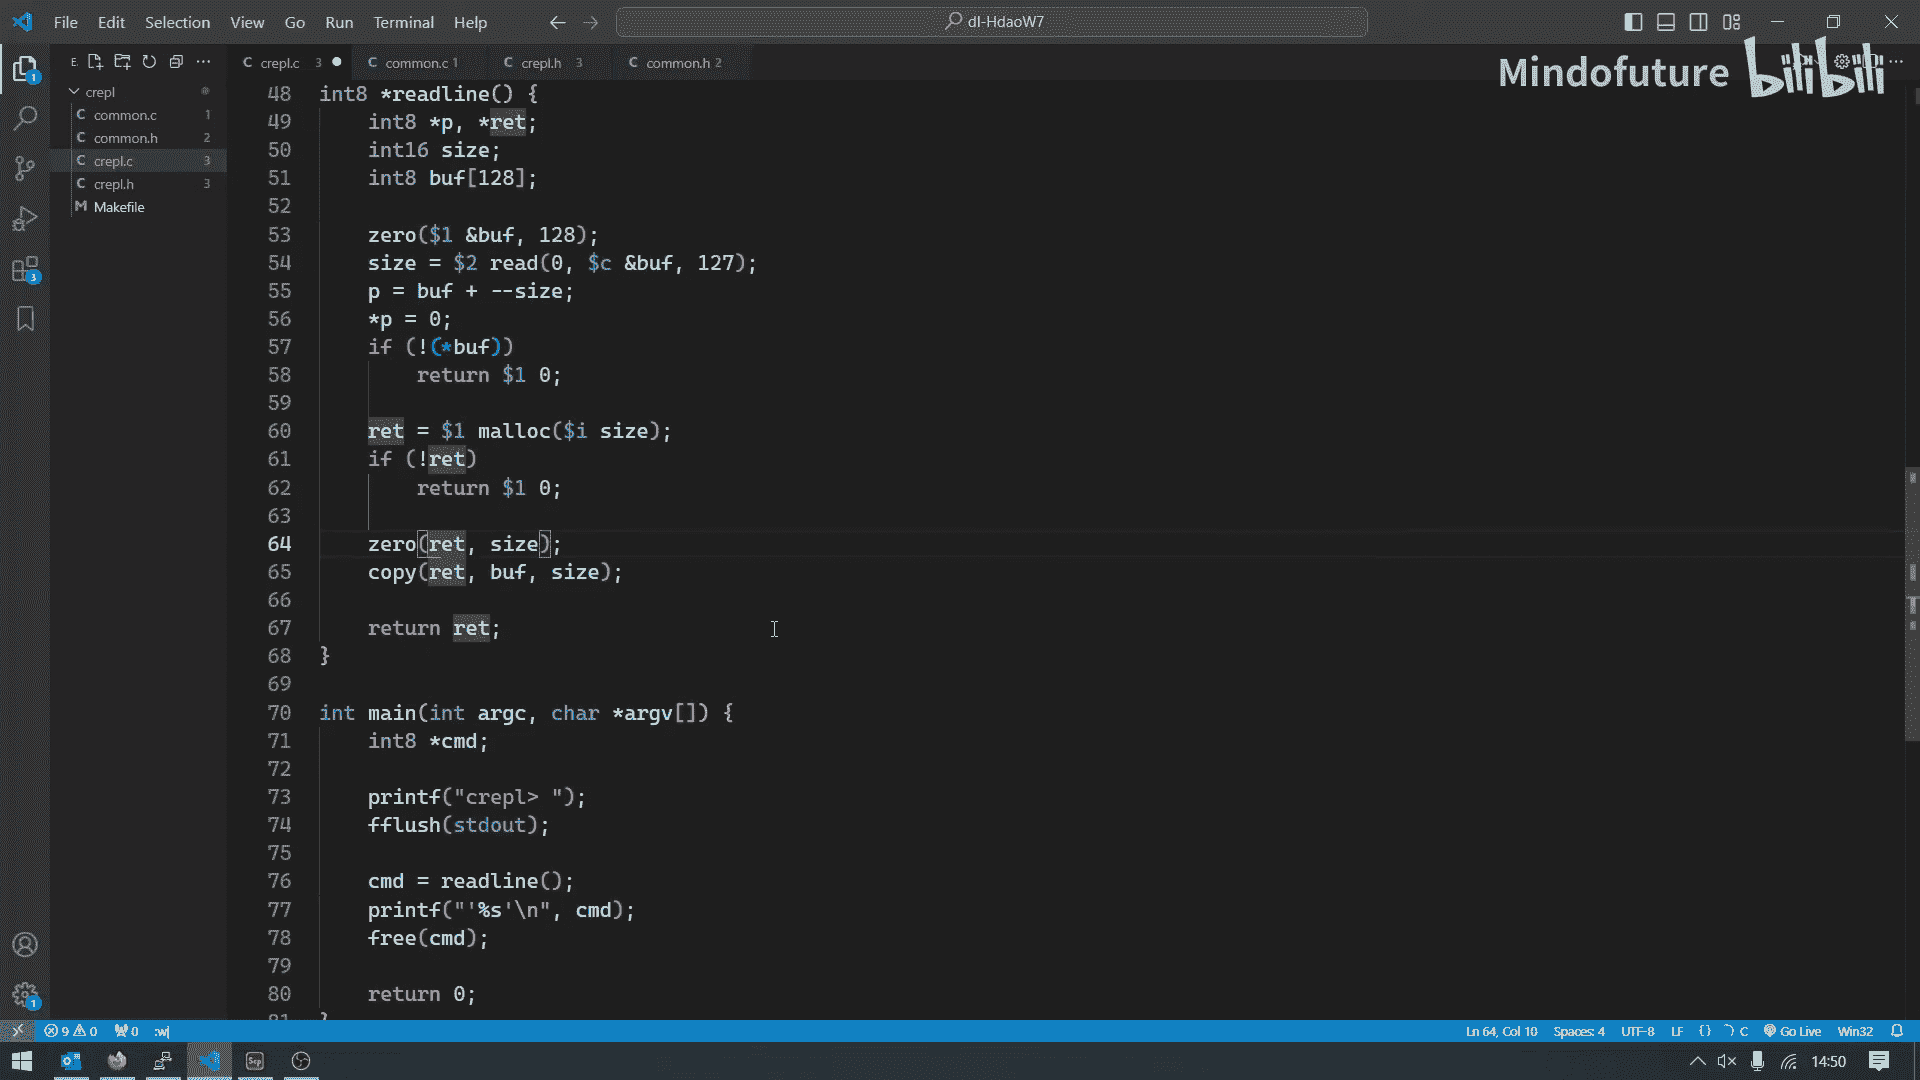 File Edit Selection View Go Run Terminal Help
dl-HdaoW7
Mindofuture bilibili
E.
crepl.c 3
common.c 1
crepl.h 3
common.h 2
crepl
C common.c 1
C common.h 2
C crepl.c 3
C crepl.h 3
M Makefile
48 int8 *readline() {
49 int8 *p, *ret;
50 int16 size;
51 int8 buf[128];
52
53 zero($1 &buf, 128);
54 size = $2 read(0, $c &buf, 127);
55 p = buf + --size;
56 *p = 0;
57 if (!(*buf))
58 return $1 0;
59
60 ret = $1 malloc($i size);
61 if (!ret)
62 return $1 0;
63
64 zero(ret, size);
65 copy(ret, buf, size);
66
67 return ret;
68 }
69
70 int main(int argc, char *argv[]) {
71 int8 *cmd;
72
73 printf("crepl> ");
74 fflush(stdout);
75
76 cmd = readline();
77 printf("'%s'\n", cmd);
78 free(cmd);
79
80 return 0;
81 }
9 0 0 :w|
Ln 64, Col 10 Spaces: 4 UTF-8 LF {} C Go Live Win32
14:50